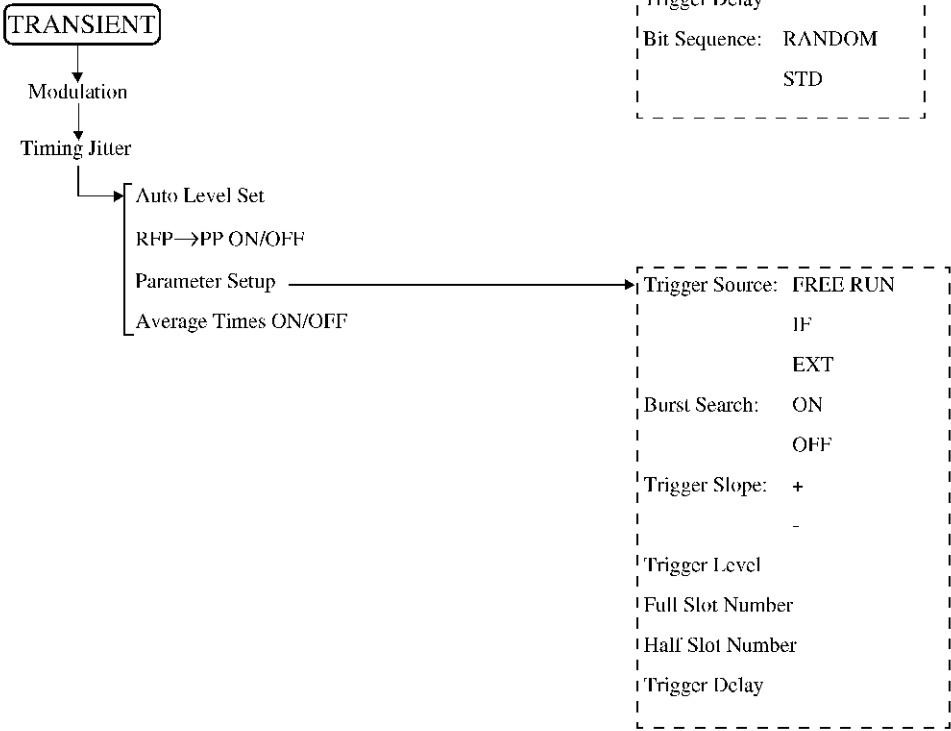 TRANSIENT
Modulation
Timing Jitter
Auto Level Set
RFP→PP ON/OFF
Parameter Setup
Average Times ON/OFF
Trigger Delay
Bit Sequence: RANDOM
STD
Trigger Source: FREE RUN
IF
EXT
Burst Search: ON
OFF
Trigger Slope: +
-
Trigger Level
Full Slot Number
Half Slot Number
Trigger Delay